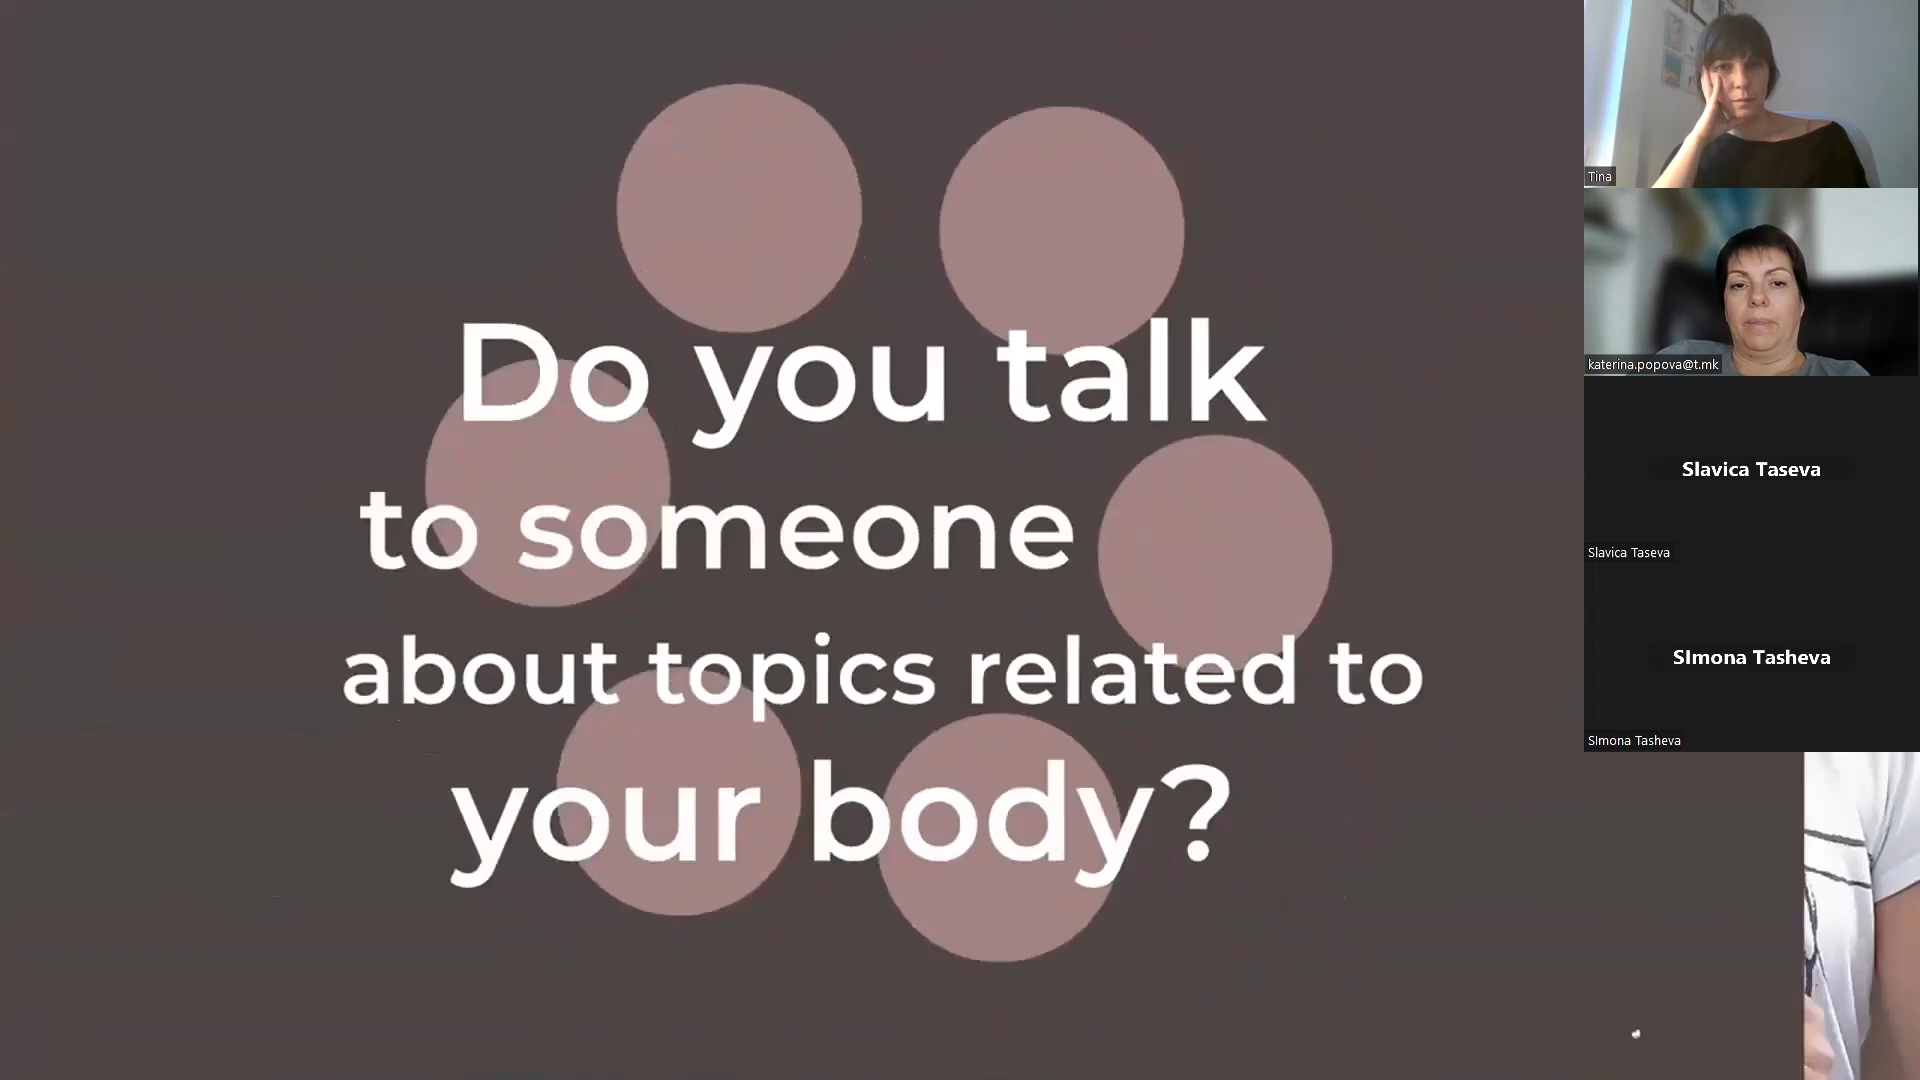 Do you talk
to someone
about topics related to
your body?
Tina
katerina.popova@t.mk
Slavica Taseva
Slavica Taseva
SImona Tasheva
SImona Tasheva